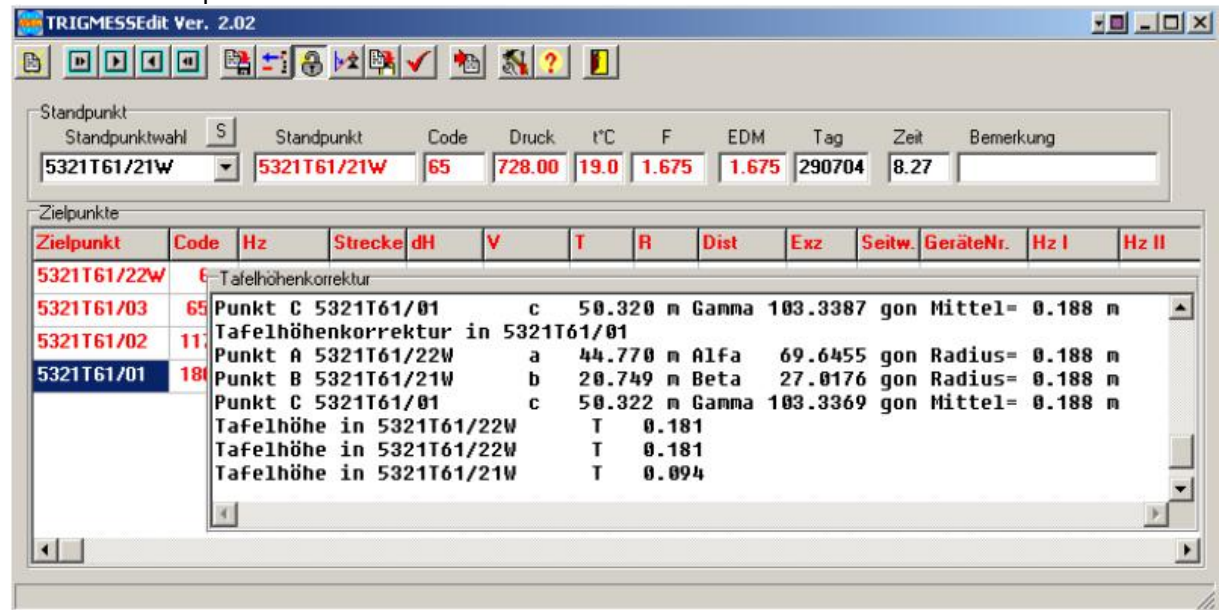 TRIGMESSEdit Ver. 2.02
Standpunkt
Standpunktwahl S Standpunkt Code Druck t°C F EDM Tag Zeit Bemerkung
5321T61/21W 5321T61/21W 65 728.00 19.0 1.675 1.675 290704 8.27
Zielpunkte
Zielpunkt Code Hz Strecke dH V T R Dist Exz Seitw. GeräteNr. Hz I Hz II
5321T61/22W
Tafelhöhenkorrektur
5321T61/03 65 Punkt C 5321T61/01 c 50.320 m Gamma 103.3387 gon Mittel= 0.188 m
Tafelhöhenkorrektur in 5321T61/01
5321T61/02 117 Punkt A 5321T61/22W a 44.770 m Alfa 69.6455 gon Radius= 0.188 m
5321T61/01 180 Punkt B 5321T61/21W b 20.749 m Beta 27.0176 gon Radius= 0.188 m
Punkt C 5321T61/01 c 50.322 m Gamma 103.3369 gon Mittel= 0.188 m
Tafelhöhe in 5321T61/22W T 0.181
Tafelhöhe in 5321T61/22W T 0.181
Tafelhöhe in 5321T61/21W T 0.094